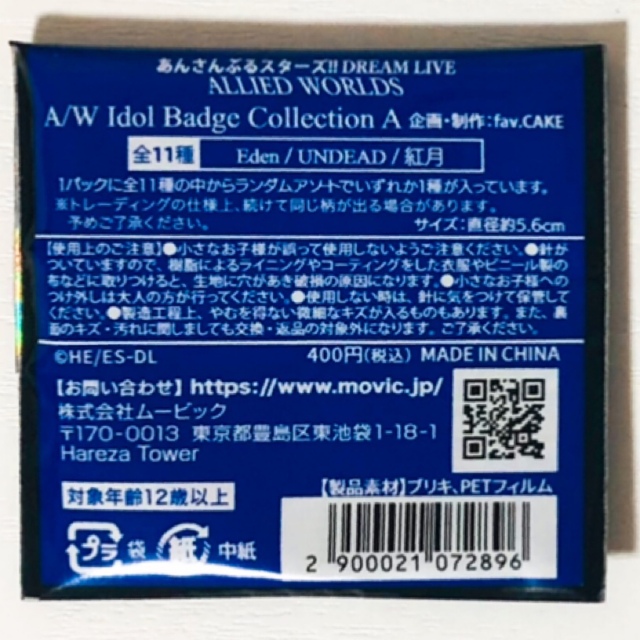 あんさんぶるスターズ!! DREAM LIVE
ALLIED WORLDS
A/W Idol Badge Collection A 企画・制作:fav.CAKE
全11種 Eden / UNDEAD / 紅月
1パックに全11種の中からランダムアソートでいずれか1種が入っています。
※トレーディングの仕様上、続けて同じ柄が出る場合があります。
予めご了承ください。 サイズ:直径約5.6cm
【使用上のご注意】●小さなお子様が誤って使用しないようご注意ください。●針が
ついていますので、樹脂によるライニングやコーティングをした衣服やビニール製の
布などに取りつけると、生地に穴があき破損の原因になります。●小さなお子様への
つけ外しは大人の方が行ってください。●使用しない時は、針に気をつけて保管して
ください。●製造工程上、やむを得ない微細なキズが入るものもあります。また、裏
面のキズ・汚れに関しましても交換・返品の対象外になります。ご了承ください。
©HE/ES-DL 400円(税込) MADE IN CHINA
【お問い合わせ】https://www.movic.jp/
株式会社ムービック
〒170-0013 東京都豊島区東池袋1-18-1
Hareza Tower
【製品素材】ブリキ、PETフィルム
対象年齢12歳以上
プラ 袋 紙 中紙
2 900021 072896